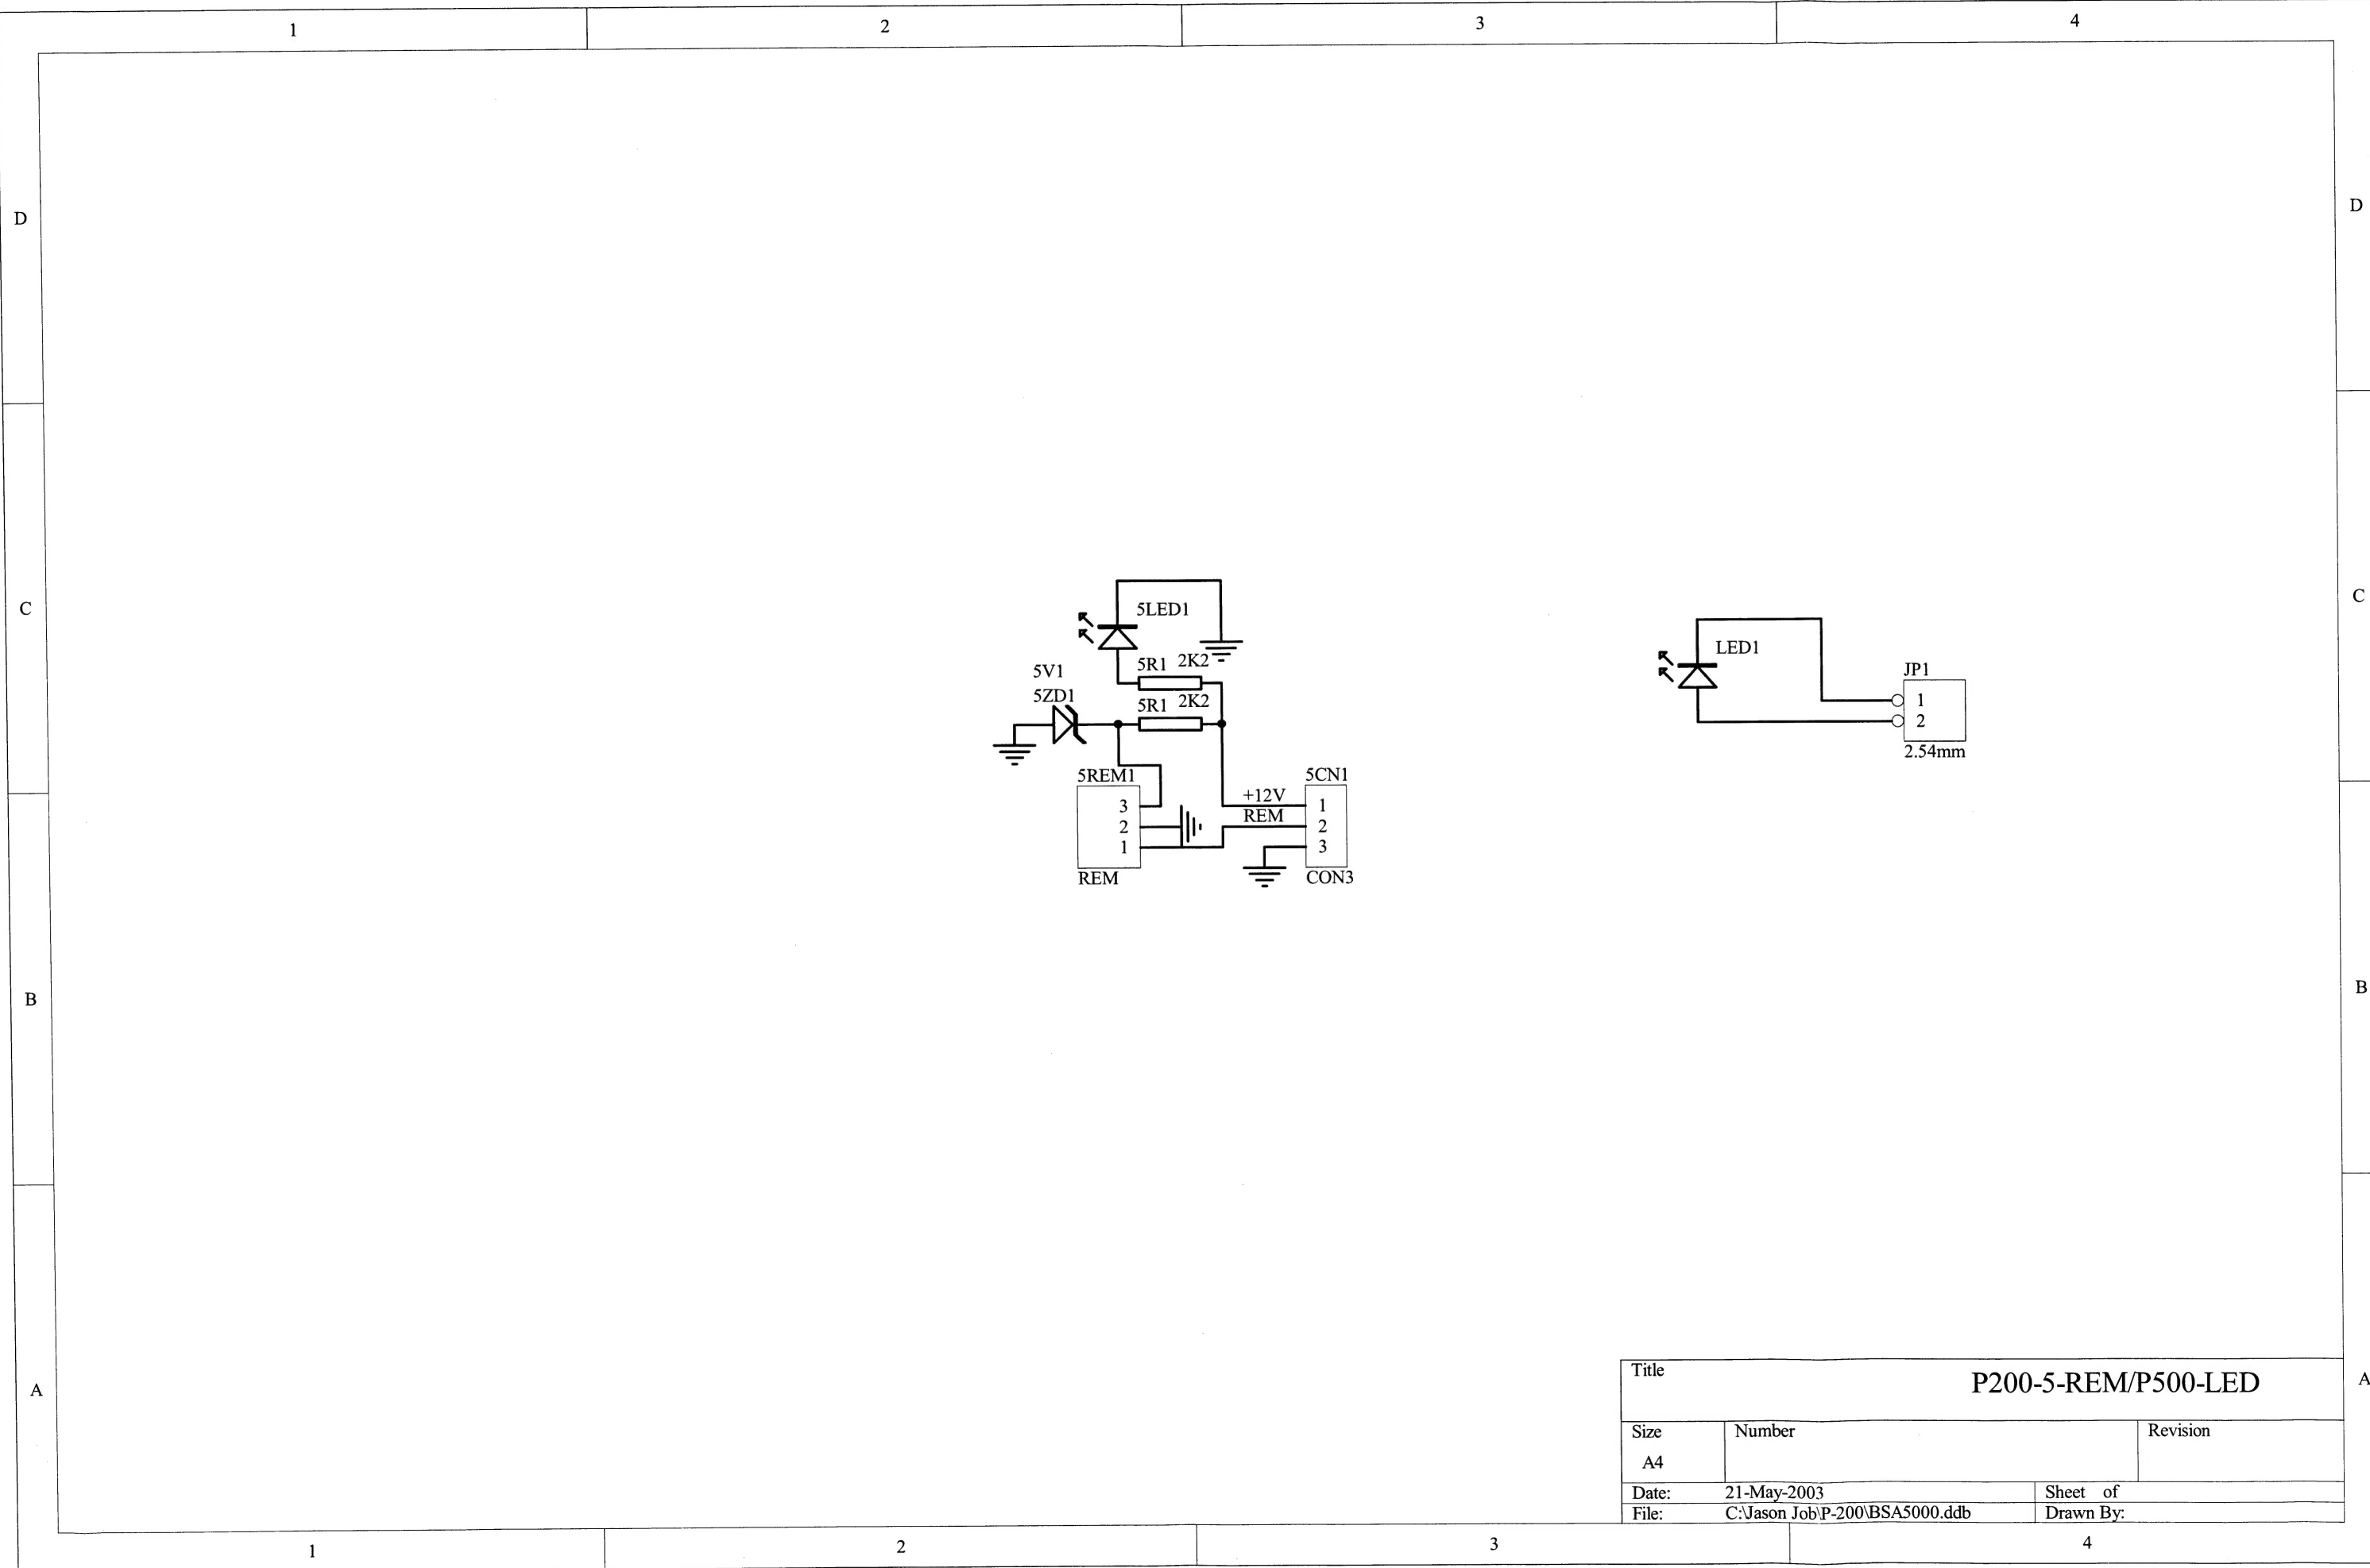 1 2 3 4
D D
C C
B B
A A
5LED1
5R1 2K2
5V1
5ZD1
5R1 2K2
5REM1
3
2
1
REM
+12V
REM
5CN1
1
2
3
CON3
LED1
JP1
1
2
2.54mm
Title
P200-5-REM/P500-LED
Size Number Revision
A4
Date: 21-May-2003 Sheet of
File: C:\Jason Job\P-200\BSA5000.ddb Drawn By:
1 2 3 4